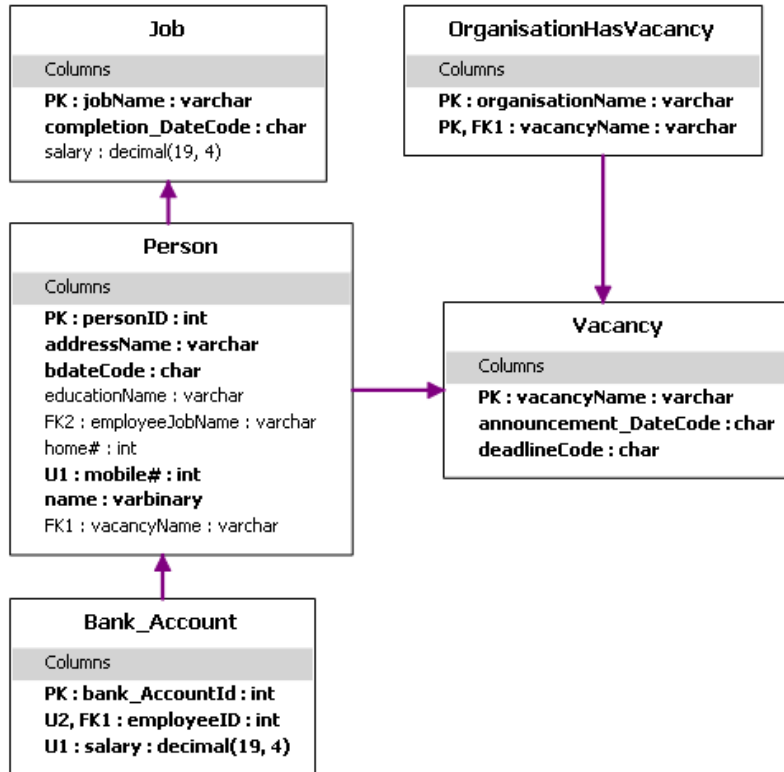 Job
Columns
PK : jobName : varchar
completion_DateCode : char
salary : decimal(19, 4)
OrganisationHasVacancy
Columns
PK : organisationName : varchar
PK, FK1 : vacancyName : varchar
Person
Columns
PK : personID : int
addressName : varchar
bdateCode : char
educationName : varchar
FK2 : employeeJobName : varchar
home# : int
U1 : mobile# : int
name : varbinary
FK1 : vacancyName : varchar
Vacancy
Columns
PK : vacancyName : varchar
announcement_DateCode : char
deadlineCode : char
Bank_Account
Columns
PK : bank_AccountId : int
U2, FK1 : employeeID : int
U1 : salary : decimal(19, 4)